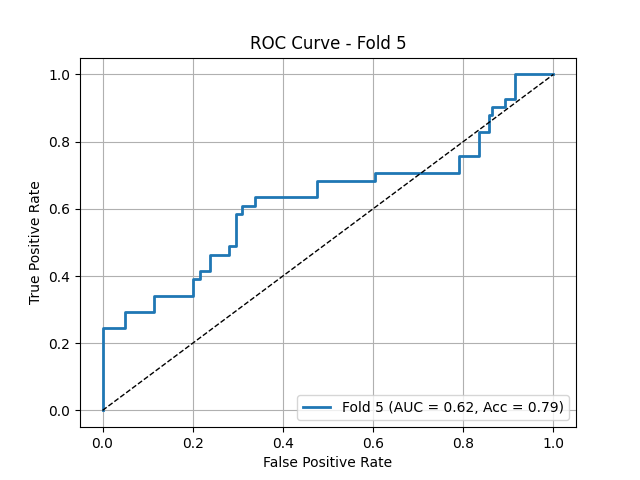 ROC Curve - Fold 5
True Positive Rate
1.0
0.8
0.6
0.4
0.2
0.0
Fold 5 (AUC = 0.62, Acc = 0.79)
0.0 0.2 0.4 0.6 0.8 1.0
False Positive Rate